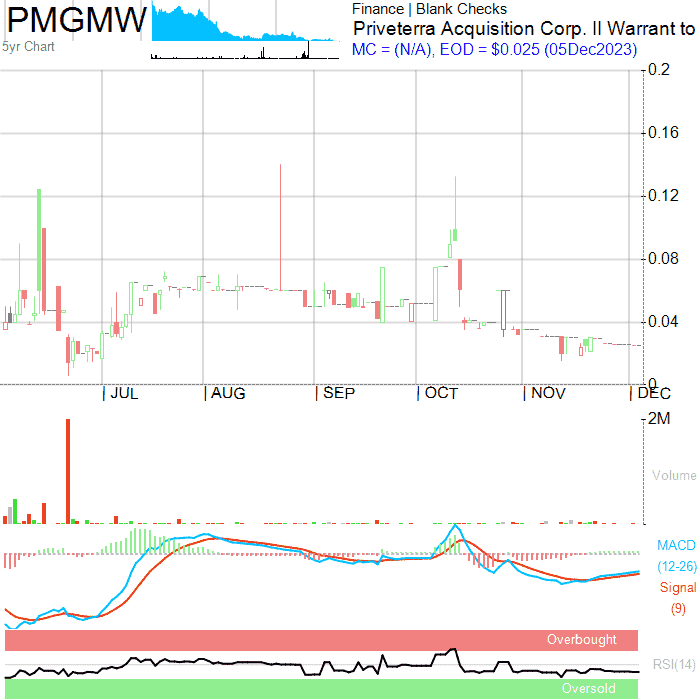 PMGMW
5yr Chart
Finance | Blank Checks
Priveterra Acquisition Corp. II Warrant to
MC = (N/A), EOD = $0.025 (05Dec2023)
0.2
0.16
0.12
0.08
0.04
0
JUL AUG SEP OCT NOV DEC
2M
Volume
MACD
(12-26)
Signal
(9)
Overbought
RSI(14)
Oversold